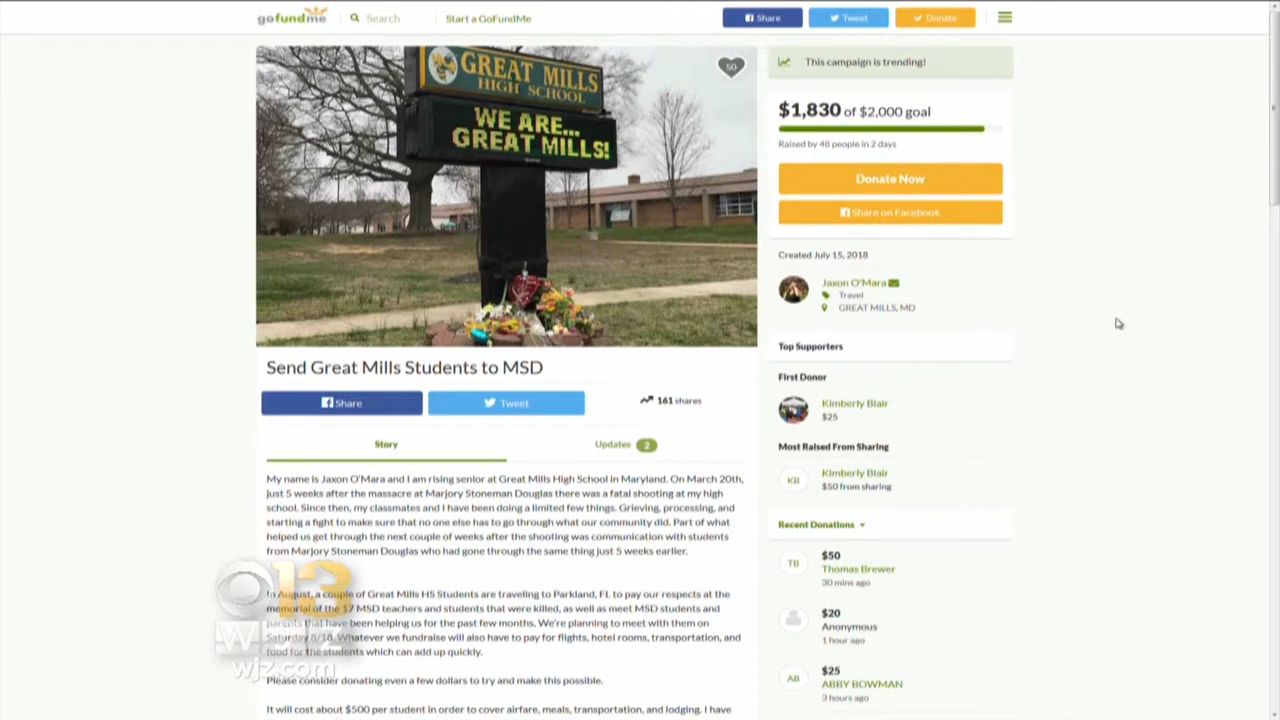 gofundme
Search
Start a GoFundMe
Share
Tweet
Donate
GREAT MILLS
HIGH SCHOOL
WE ARE...
GREAT MILLS!
50
This campaign is trending!
$1,830 of $2,000 goal
Raised by 48 people in 2 days
Donate Now
Share on Facebook
Created July 15, 2018
Jaxon O'Mara
Travel
GREAT MILLS, MD
Top Supporters
First Donor
Kimberly Blair
$25
Most Raised From Sharing
KB
Kimberly Blair
$50 from sharing
Recent Donations
TB
$50
Thomas Brewer
30 mins ago
$20
Anonymous
1 hour ago
AB
$25
ABBY BOWMAN
3 hours ago
Send Great Mills Students to MSD
Share
Tweet
161 shares
Story
Updates 2
My name is Jaxon O'Mara and I am rising senior at Great Mills High School in Maryland. On March 20th,
just 5 weeks after the massacre at Marjory Stoneman Douglas there was a fatal shooting at my high
school. Since then, my classmates and I have been doing a limited few things. Grieving, processing, and
starting a fight to make sure that no one else has to go through what our community did. Part of what
helped us get through the next couple of weeks after the shooting was communication with students
from Marjory Stoneman Douglas who had gone through the same thing just 5 weeks earlier.
In August, a couple of Great Mills HS Students are traveling to Parkland, FL to pay our respects at the
memorial of the 17 MSD teachers and students that were killed, as well as meet MSD students and
parents that have been helping us for the past few months. We're planning to meet with them on
Saturday 8/18. Whatever we fundraise will also have to pay for flights, hotel rooms, transportation, and
food for the students which can add up quickly.
Please consider donating even a few dollars to try and make this possible.
It will cost about $500 per student in order to cover airfare, meals, transportation, and lodging. I have
13
WJZ
wjz.com